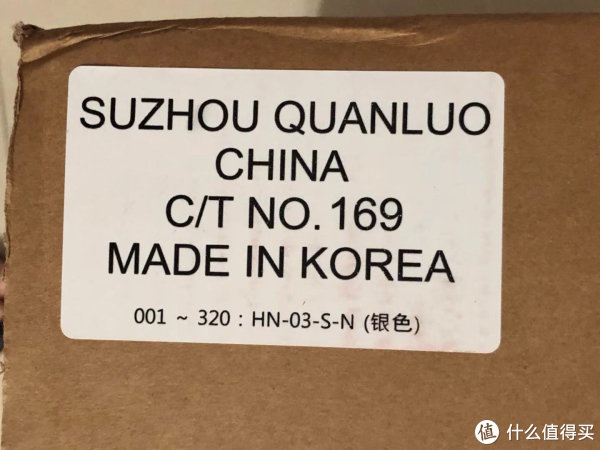 SUZHOU QUANLUO
CHINA
C/T NO. 169
MADE IN KOREA
001 ~ 320 : HN-03-S-N (银色)
值 什么值得买